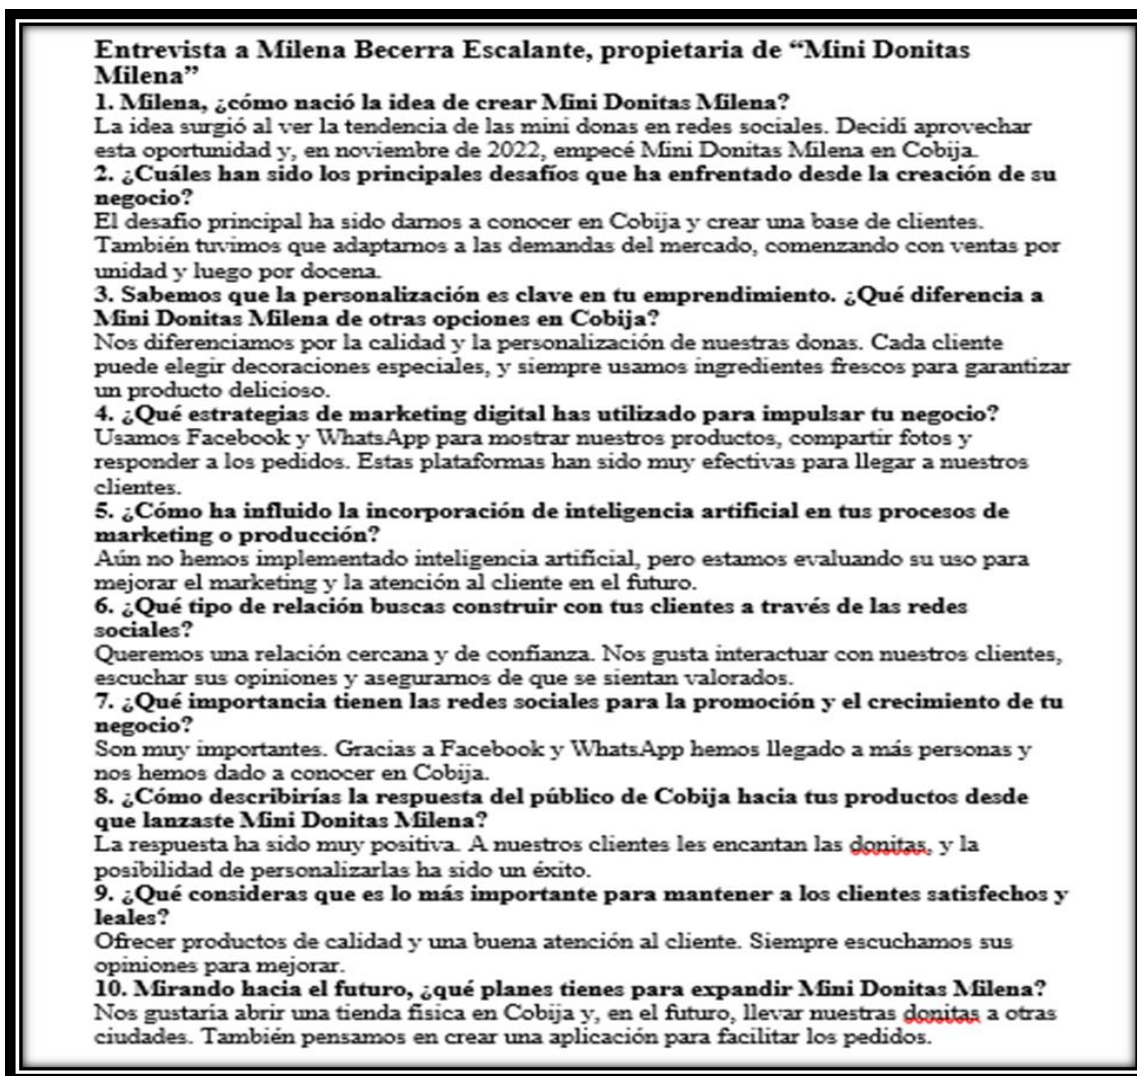 Entrevista a Milena Becerra Escalante, propietaria de “Mini Donitas
Milena”
1. Milena, ¿cómo nació la idea de crear Mini Donitas Milena?
La idea surgió al ver la tendencia de las mini donas en redes sociales. Decidí aprovechar
esta oportunidad y, en noviembre de 2022, empecé Mini Donitas Milena en Cobija.
2. ¿Cuáles han sido los principales desafíos que ha enfrentado desde la creación de su
negocio?
El desafío principal ha sido darnos a conocer en Cobija y crear una base de clientes.
También tuvimos que adaptarnos a las demandas del mercado, comenzando con ventas por
unidad y luego por docena.
3. Sabemos que la personalización es clave en tu emprendimiento. ¿Qué diferencia a
Mini Donitas Milena de otras opciones en Cobija?
Nos diferenciamos por la calidad y la personalización de nuestras donas. Cada cliente
puede elegir decoraciones especiales, y siempre usamos ingredientes frescos para garantizar
un producto delicioso.
4. ¿Qué estrategias de marketing digital has utilizado para impulsar tu negocio?
Usamos Facebook y WhatsApp para mostrar nuestros productos, compartir fotos y
responder a los pedidos. Estas plataformas han sido muy efectivas para llegar a nuestros
clientes.
5. ¿Cómo ha influido la incorporación de inteligencia artificial en tus procesos de
marketing o producción?
Aún no hemos implementado inteligencia artificial, pero estamos evaluando su uso para
mejorar el marketing y la atención al cliente en el futuro.
6. ¿Qué tipo de relación buscas construir con tus clientes a través de las redes
sociales?
Queremos una relación cercana y de confianza. Nos gusta interactuar con nuestros clientes,
escuchar sus opiniones y asegurarnos de que se sientan valorados.
7. ¿Qué importancia tienen las redes sociales para la promoción y el crecimiento de tu
negocio?
Son muy importantes. Gracias a Facebook y WhatsApp hemos llegado a más personas y
nos hemos dado a conocer en Cobija.
8. ¿Cómo describirías la respuesta del público de Cobija hacia tus productos desde
que lanzaste Mini Donitas Milena?
La respuesta ha sido muy positiva. A nuestros clientes les encantan las donitas, y la
posibilidad de personalizarlas ha sido un éxito.
9. ¿Qué consideras que es lo más importante para mantener a los clientes satisfechos y
leales?
Ofrecer productos de calidad y una buena atención al cliente. Siempre escuchamos sus
opiniones para mejorar.
10. Mirando hacia el futuro, ¿qué planes tienes para expandir Mini Donitas Milena?
Nos gustaría abrir una tienda física en Cobija y, en el futuro, llevar nuestras donitas a otras
ciudades. También pensamos en crear una aplicación para facilitar los pedidos.